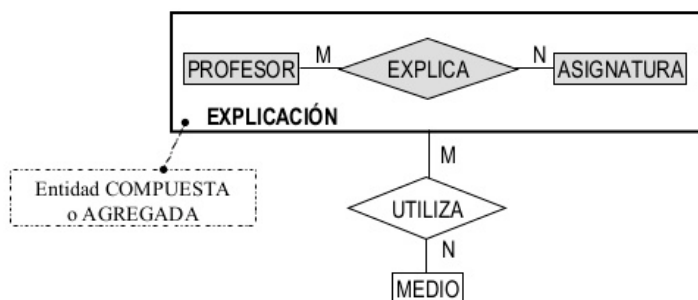 PROFESOR M EXPLICA N ASIGNATURA
EXPLICACIÓN
Entidad COMPUESTA
o AGREGADA
M
UTILIZA
N
MEDIO